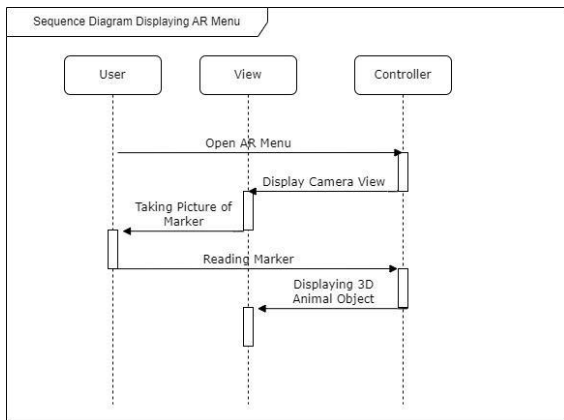 Sequence Diagram Displaying AR Menu
User
View
Controller
Open AR Menu
Display Camera View
Taking Picture of
Marker
Reading Marker
Displaying 3D
Animal Object